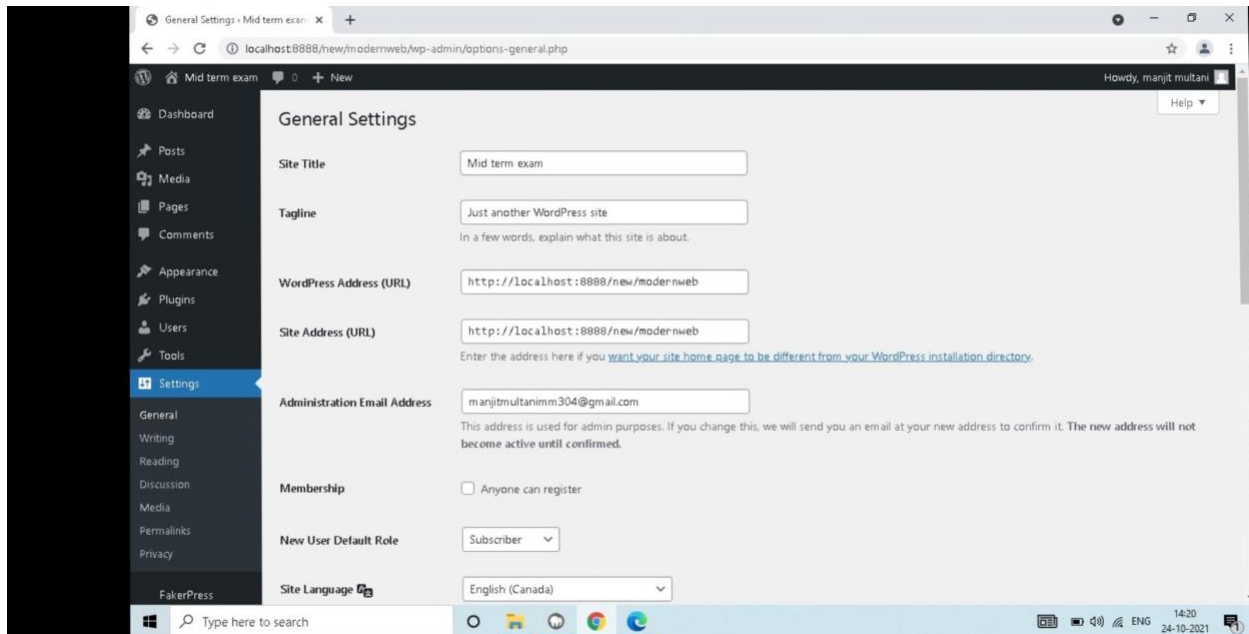 General Settings ‹ Mid term exam
localhost:8888/new/modernweb/wp-admin/options-general.php
Mid term exam 0 New Howdy, manjit multani
Help
Dashboard
Posts
Media
Pages
Comments
Appearance
Plugins
Users
Tools
Settings
General
Writing
Reading
Discussion
Media
Permalinks
Privacy
FakerPress
General Settings
Site Title Mid term exam
Tagline Just another WordPress site
In a few words, explain what this site is about.
WordPress Address (URL) http://localhost:8888/new/modernweb
Site Address (URL) http://localhost:8888/new/modernweb
Enter the address here if you want your site home page to be different from your WordPress installation directory.
Administration Email Address manjitmultanimm304@gmail.com
This address is used for admin purposes. If you change this, we will send you an email at your new address to confirm it. The new address will not
become active until confirmed.
Membership Anyone can register
New User Default Role Subscriber
Site Language English (Canada)
Type here to search
ENG
14:20
24-10-2021
1